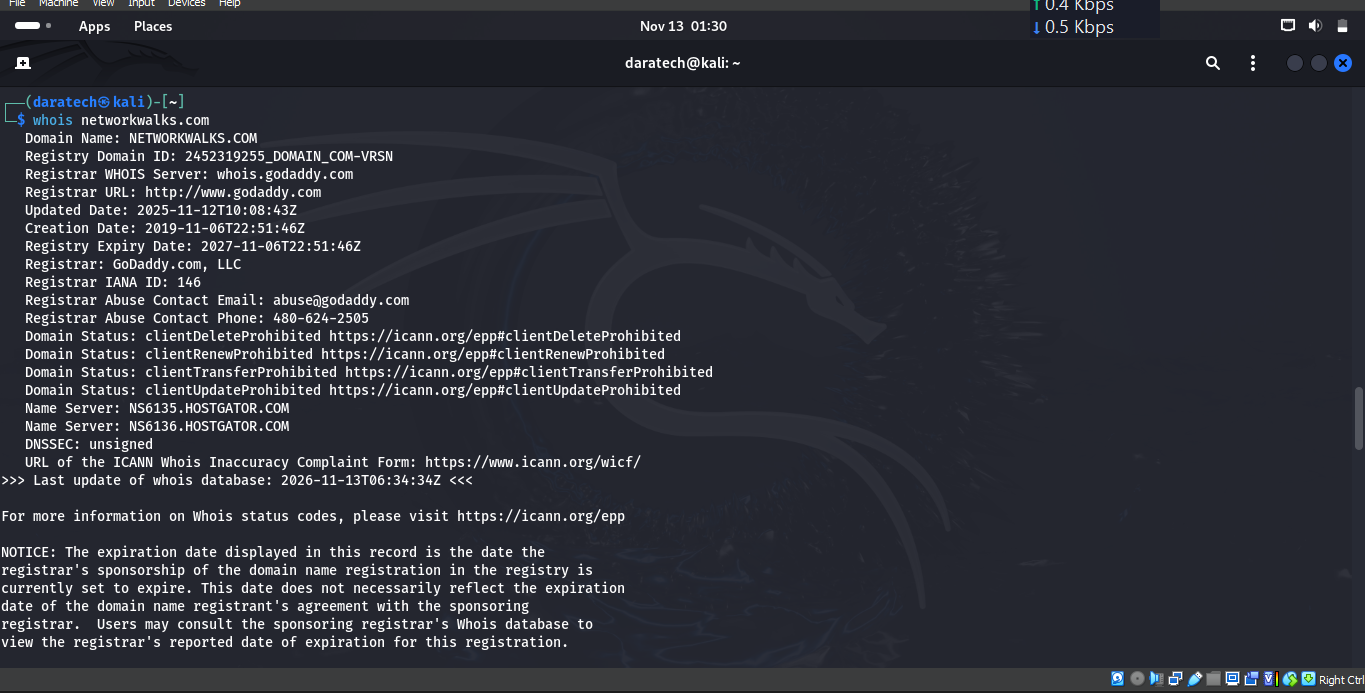 File Machine View Input Devices Help
↑ 0.4 Kbps
Apps Places Nov 13 01:30
↓ 0.5 Kbps
daratech@kali: ~
┌──(daratech㉿kali)-[~]
└─$ whois networkwalks.com
Domain Name: NETWORKWALKS.COM
Registry Domain ID: 2452319255_DOMAIN_COM-VRSN
Registrar WHOIS Server: whois.godaddy.com
Registrar URL: http://www.godaddy.com
Updated Date: 2025-11-12T10:08:43Z
Creation Date: 2019-11-06T22:51:46Z
Registry Expiry Date: 2027-11-06T22:51:46Z
Registrar: GoDaddy.com, LLC
Registrar IANA ID: 146
Registrar Abuse Contact Email: abuse@godaddy.com
Registrar Abuse Contact Phone: 480-624-2505
Domain Status: clientDeleteProhibited https://icann.org/epp#clientDeleteProhibited
Domain Status: clientRenewProhibited https://icann.org/epp#clientRenewProhibited
Domain Status: clientTransferProhibited https://icann.org/epp#clientTransferProhibited
Domain Status: clientUpdateProhibited https://icann.org/epp#clientUpdateProhibited
Name Server: NS6135.HOSTGATOR.COM
Name Server: NS6136.HOSTGATOR.COM
DNSSEC: unsigned
URL of the ICANN Whois Inaccuracy Complaint Form: https://www.icann.org/wicf/
>>> Last update of whois database: 2026-11-13T06:34:34Z <<<
For more information on Whois status codes, please visit https://icann.org/epp
NOTICE: The expiration date displayed in this record is the date the
registrar's sponsorship of the domain name registration in the registry is
currently set to expire. This date does not necessarily reflect the expiration
date of the domain name registrant's agreement with the sponsoring
registrar.  Users may consult the sponsoring registrar's Whois database to
view the registrar's reported date of expiration for this registration.
Right Ctrl